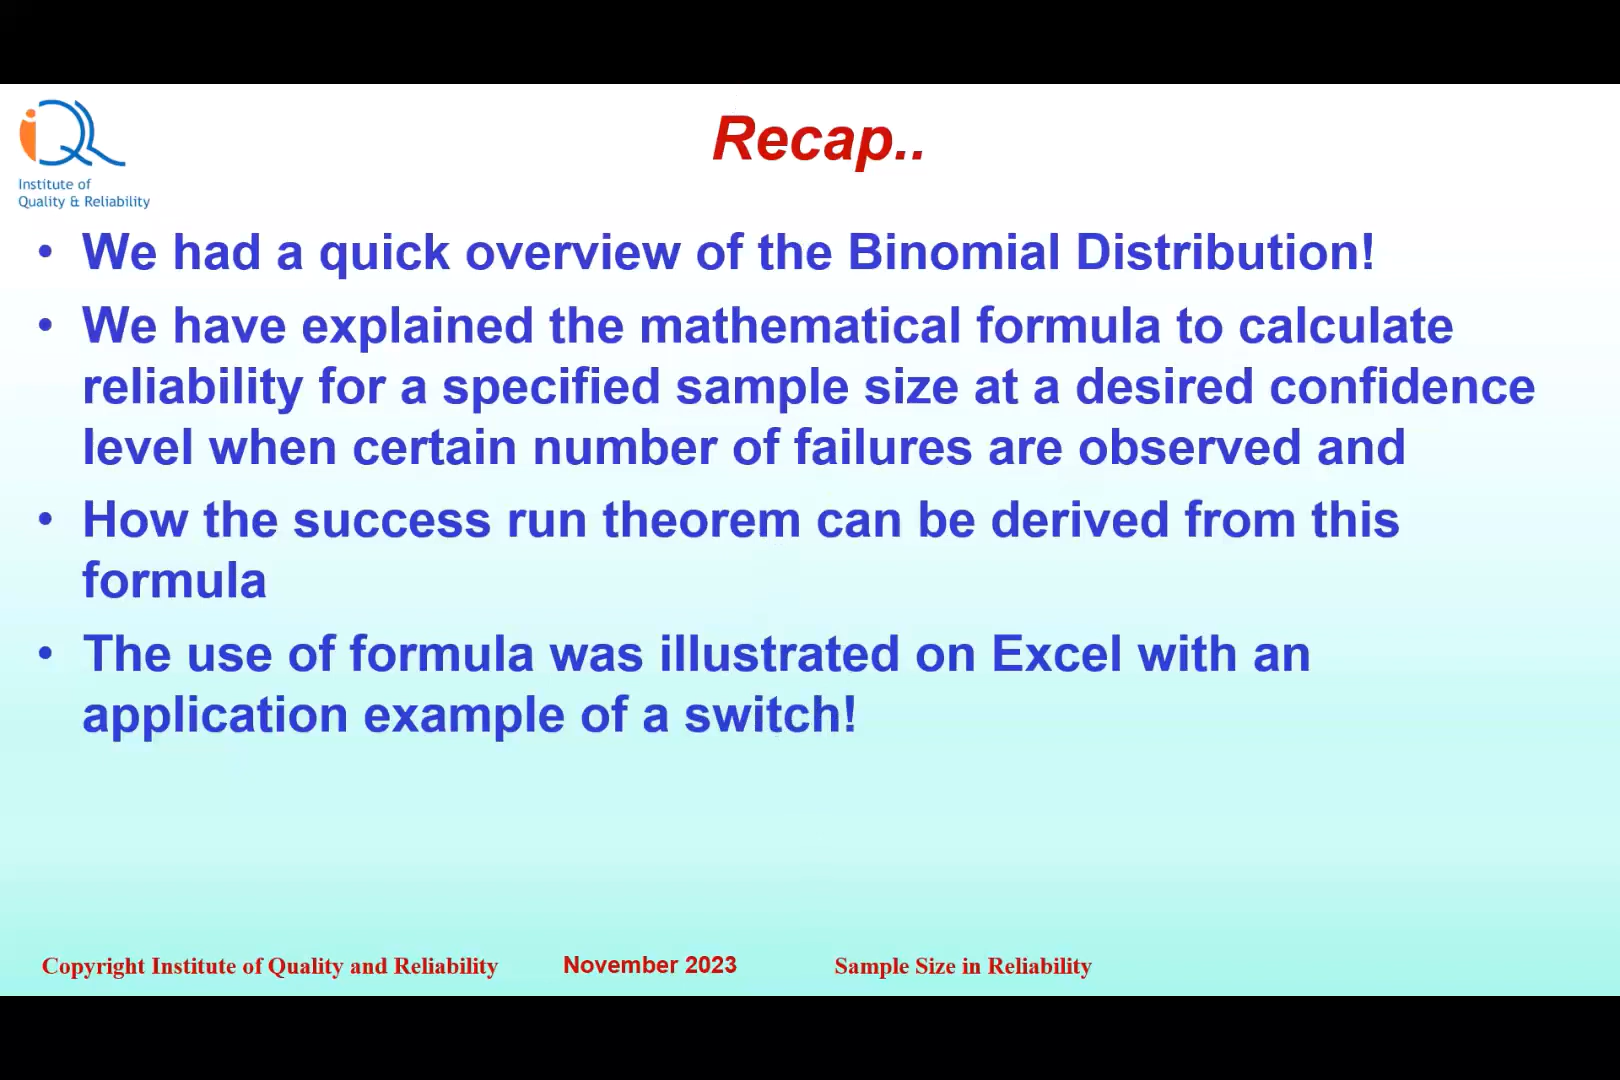 Institute of
Quality & Reliability
Recap..
• We had a quick overview of the Binomial Distribution!
• We have explained the mathematical formula to calculate
reliability for a specified sample size at a desired confidence
level when certain number of failures are observed and
• How the success run theorem can be derived from this
formula
• The use of formula was illustrated on Excel with an
application example of a switch!
Copyright Institute of Quality and Reliability November 2023 Sample Size in Reliability